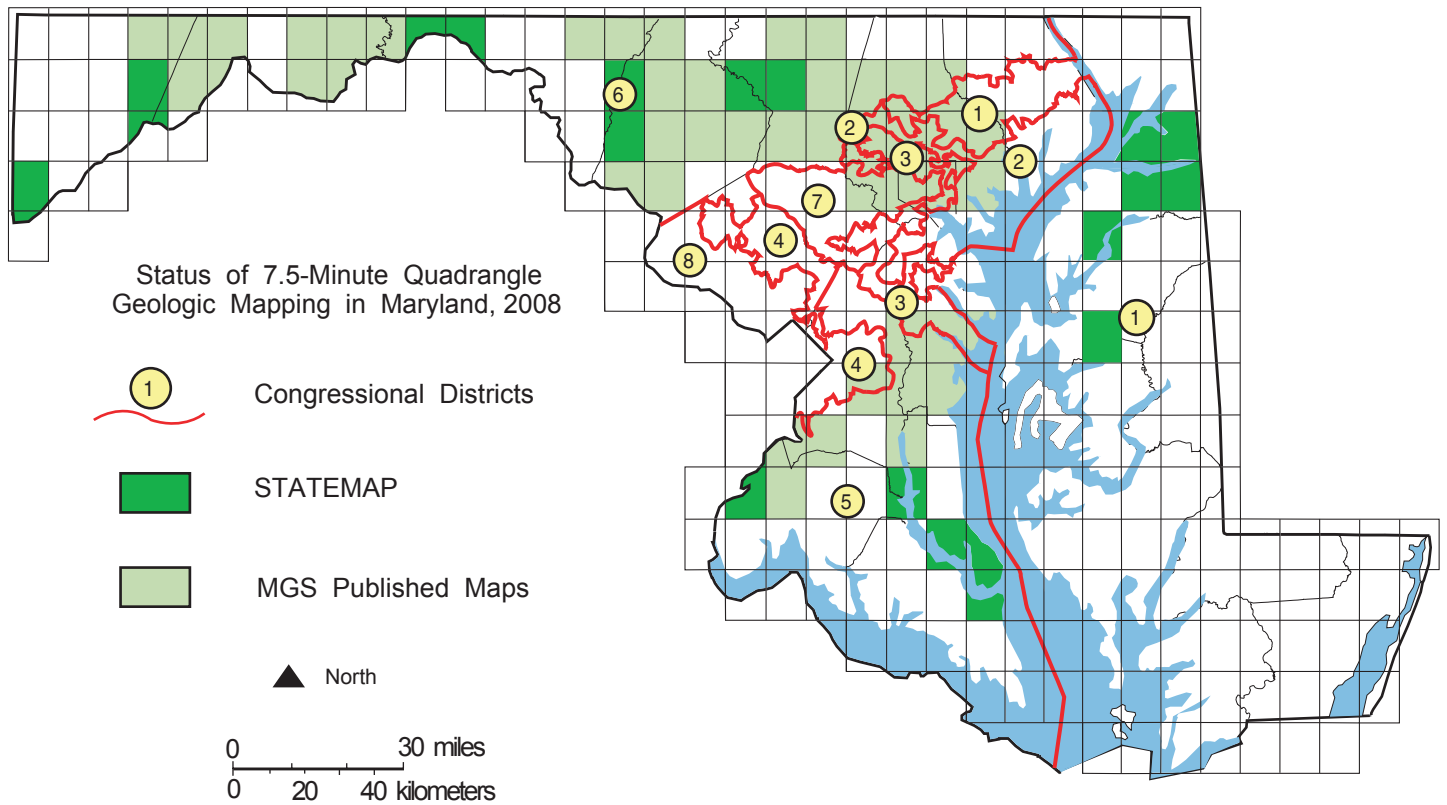 6
2
1
3
2
7
4
8
3
1
4
5
Status of 7.5-Minute Quadrangle
Geologic Mapping in Maryland, 2008
1
Congressional Districts
STATEMAP
MGS Published Maps
North
0 30 miles
0 20 40 kilometers